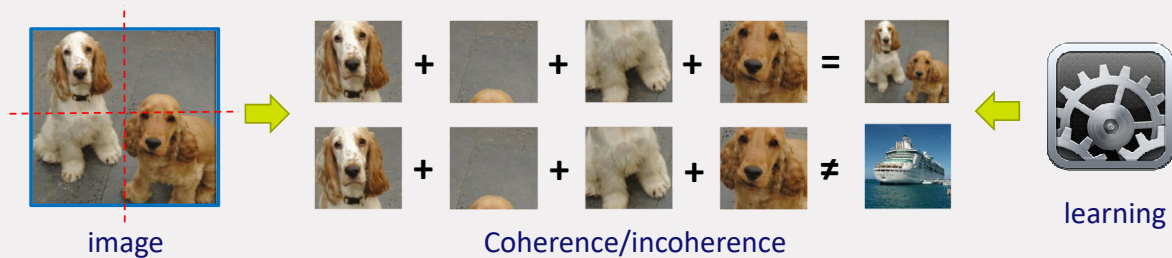 + + + =
+ + + ≠
image
Coherence/incoherence
learning